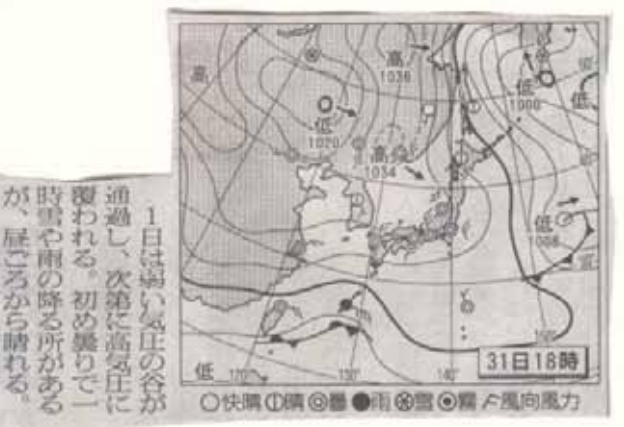 高
高
1036
低
1020
高
1034
低
1000
低
低
1008
低
120°
130°
140°
31日18時
○快晴⦶晴◎曇●雨⊗雪⦿霧 風向風力
1日は弱い気圧の谷が
通過し、次第に高気圧に
覆われる。初め曇りで一
時雪や雨の降る所がある
が、昼ごろから晴れる。